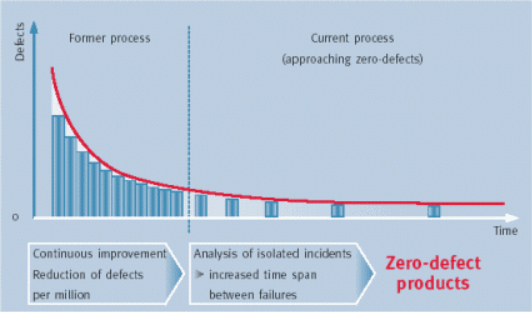 Defects
Former process
Current process
(approaching zero-defects)
0
Time
Continuous improvement
Reduction of defects
per million
Analysis of isolated incidents
➤ increased time span
between failures
Zero-defect
products